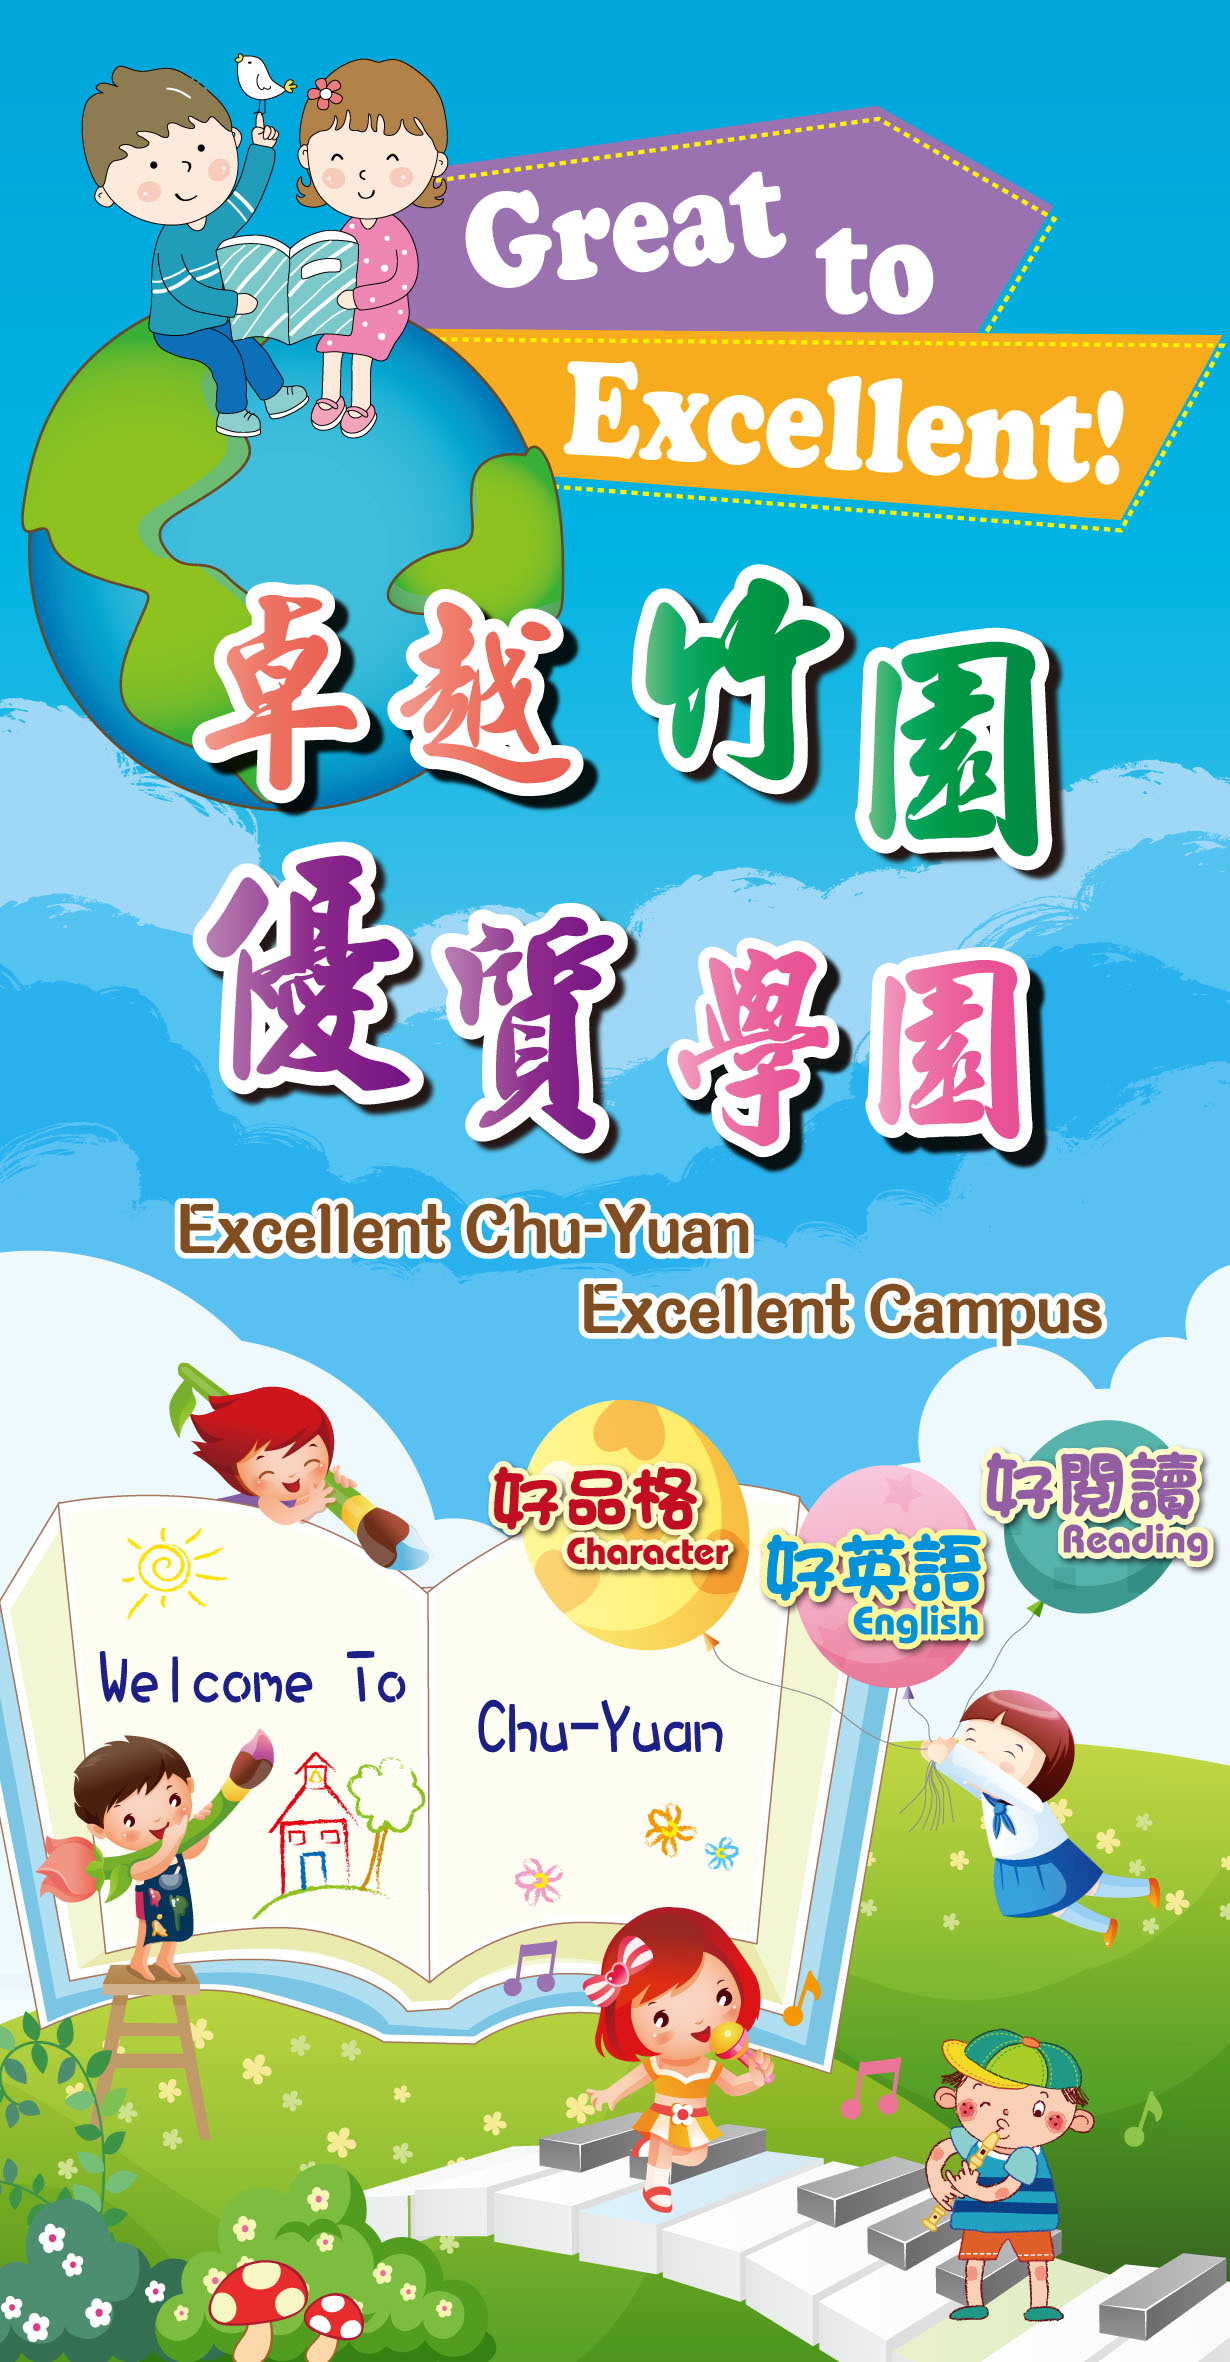 Great to
Excellent!
卓越竹園
優質學園
Excellent Chu-Yuan
Excellent Campus
好品格
Character
好英語
English
好閱讀
Reading
Welcome To
Chu-Yuan